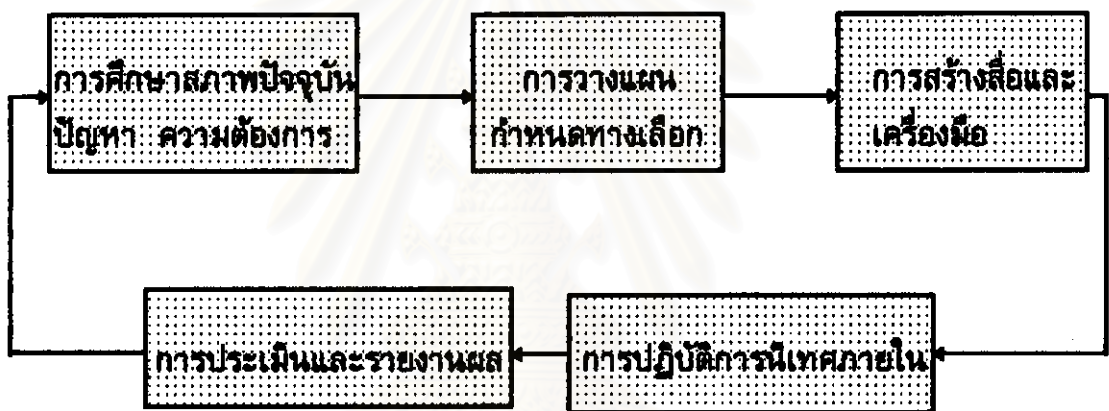 การศึกษาสภาพปัจจุบัน
ปัญหา ความต้องการ
การวางแผน
กำหนดทางเลือก
การสร้างสื่อและ
เครื่องมือ
การประเมินและรายงานผล
การปฏิบัติการนิเทศภายใน